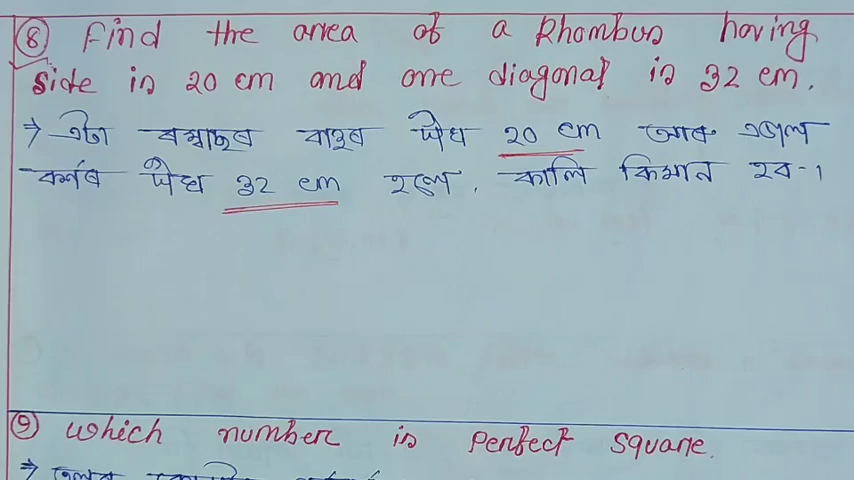 ⑧ Find the area of a Rhombus having
side is 20 cm and one diagonal is 32 cm.
⇒ এটা ৰম্বাছৰ বাহুৰ দৈৰ্ঘ 20 cm আৰু এডাল
কৰ্ণৰ দৈৰ্ঘ 32 cm হলে, কালি কিমান হব-।
⑨ which number is perfect square.
⇒